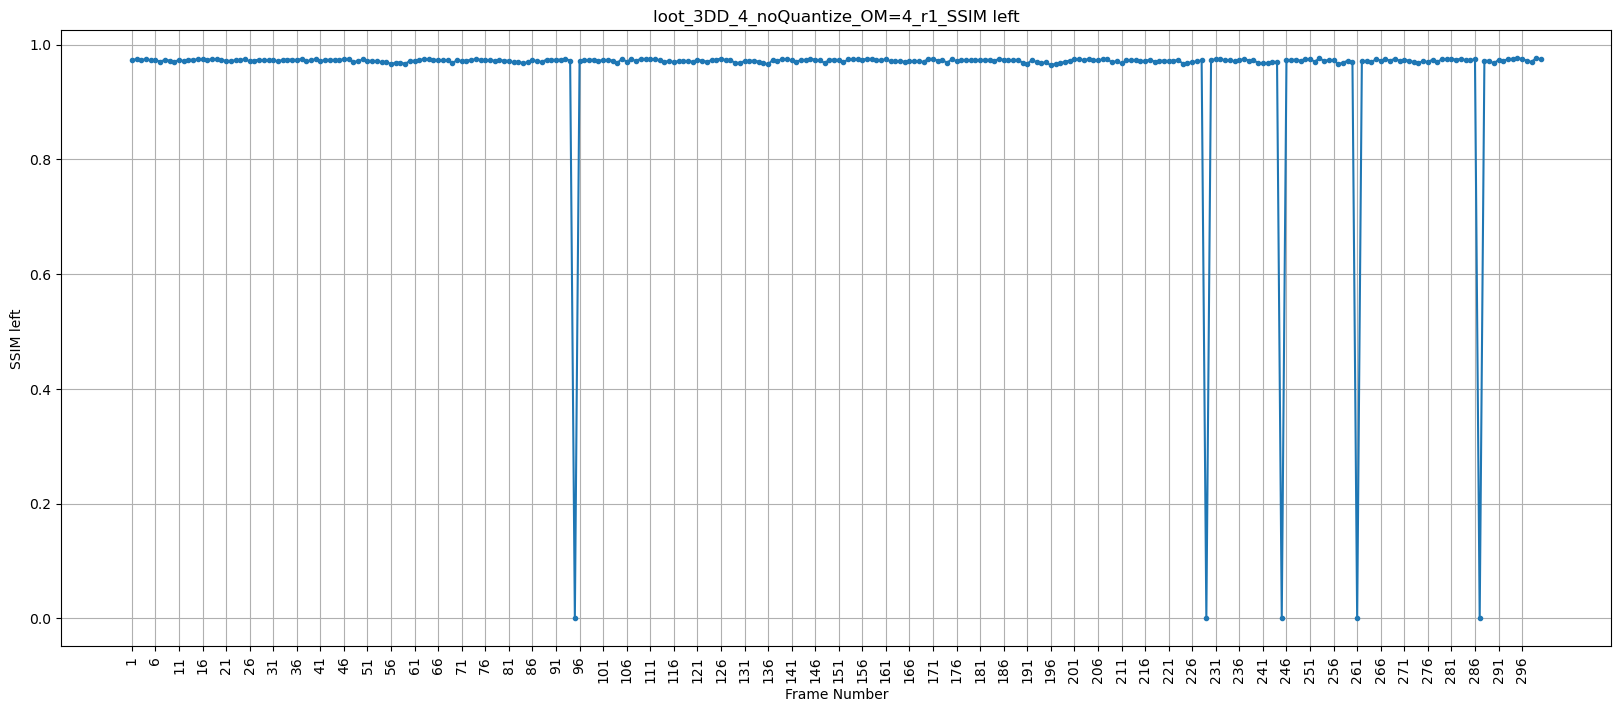 loot_3DD_4_noQuantize_OM=4_r1_SSIM left
1.0
0.8
0.6
0.4
0.2
0.0
SSIM left
1 6 11 16 21 26 31 36 41 46 51 56 61 66 71 76 81 86 91 96 101 106 111 116 121 126 131 136 141 146 151 156 161 166 171 176 181 186 191 196 201 206 211 216 221 226 231 236 241 246 251 256 261 266 271 276 281 286 291 296
Frame Number